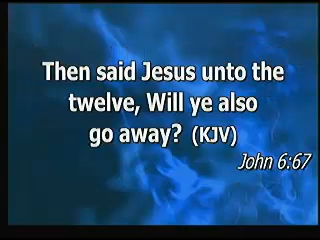 Then said Jesus unto the
twelve, Will ye also
go away? (KJV)
John 6:67